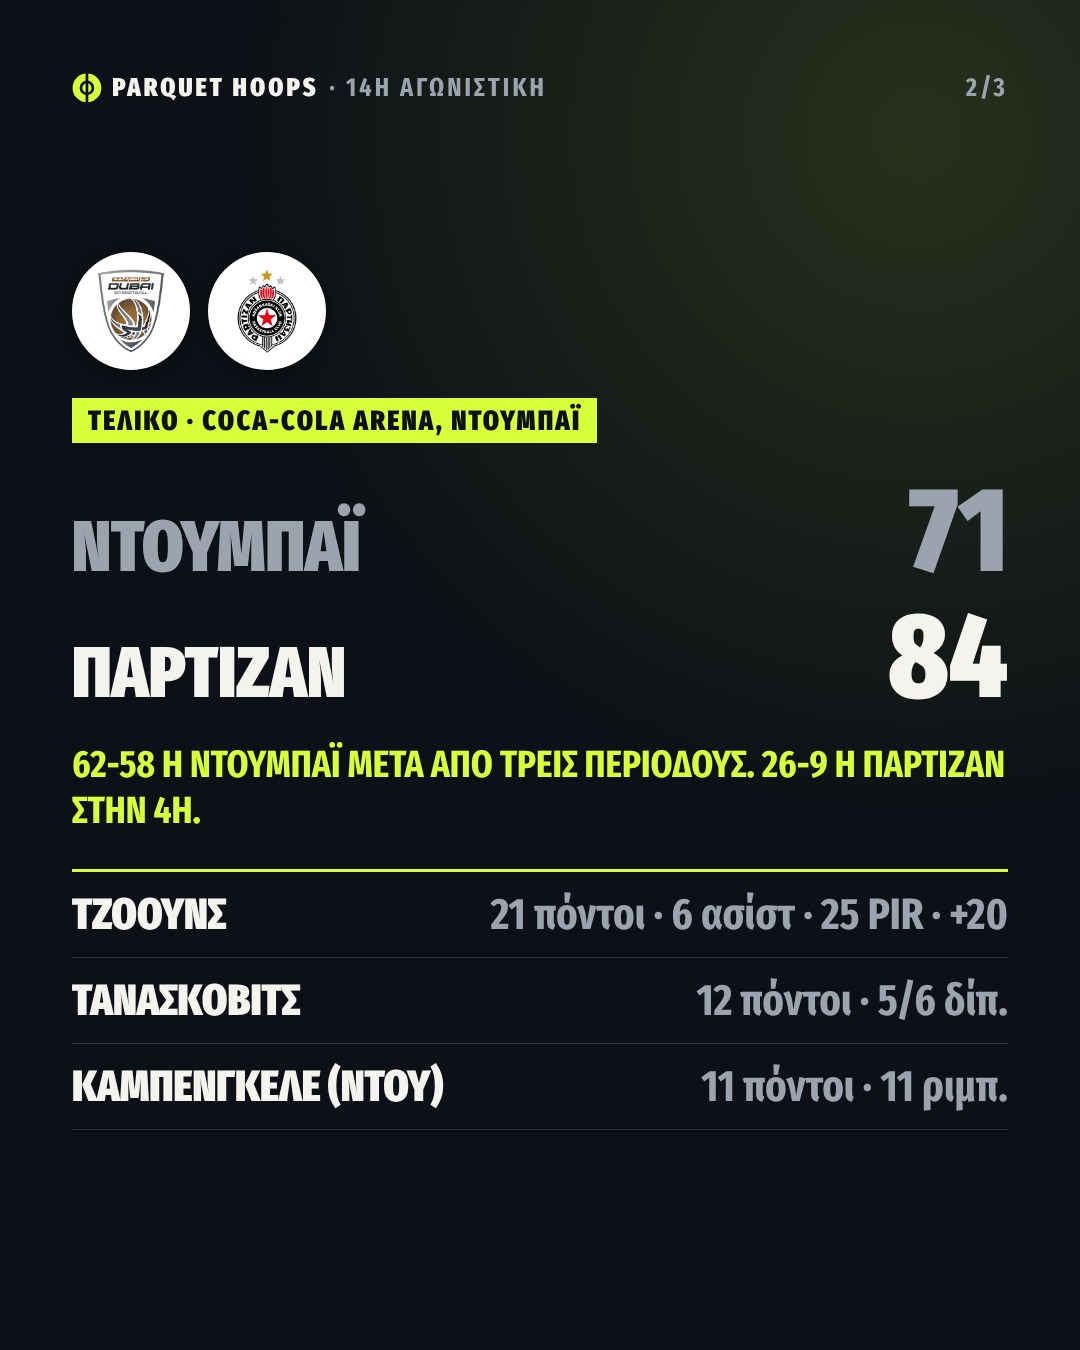 PARQUET HOOPS · 14Η ΑΓΩΝΙΣΤΙΚΗ
2/3
DUBAI
BASKETBALL
ΤΕΛΙΚΟ · COCA-COLA ARENA, ΝΤΟΥΜΠΑΪ
ΝΤΟΥΜΠΑΪ 71
ΠΑΡΤΙΖΑΝ 84
62-58 Η ΝΤΟΥΜΠΑΪ ΜΕΤΑ ΑΠΟ ΤΡΕΙΣ ΠΕΡΙΟΔΟΥΣ. 26-9 Η ΠΑΡΤΙΖΑΝ
ΣΤΗΝ 4Η.
ΤΖΟΟΥΝΣ 21 πόντοι · 6 ασίστ · 25 PIR · +20
ΤΑΝΑΣΚΟΒΙΤΣ 12 πόντοι · 5/6 δίπ.
ΚΑΜΠΕΝΓΚΕΛΕ (ΝΤΟΥ) 11 πόντοι · 11 ριμπ.